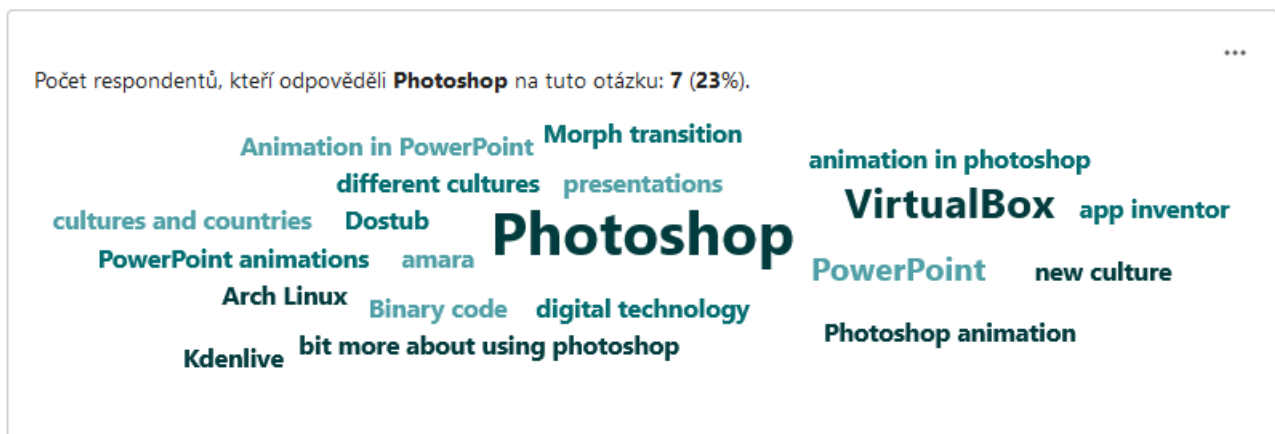 ...
Počet respondentů, kteří odpověděli Photoshop na tuto otázku: 7 (23%).
Animation in PowerPoint
Morph transition
animation in photoshop
different cultures
presentations
VirtualBox
app inventor
cultures and countries
Dostub
Photoshop
PowerPoint animations
amara
PowerPoint
new culture
Arch Linux
Binary code
digital technology
Photoshop animation
Kdenlive
bit more about using photoshop